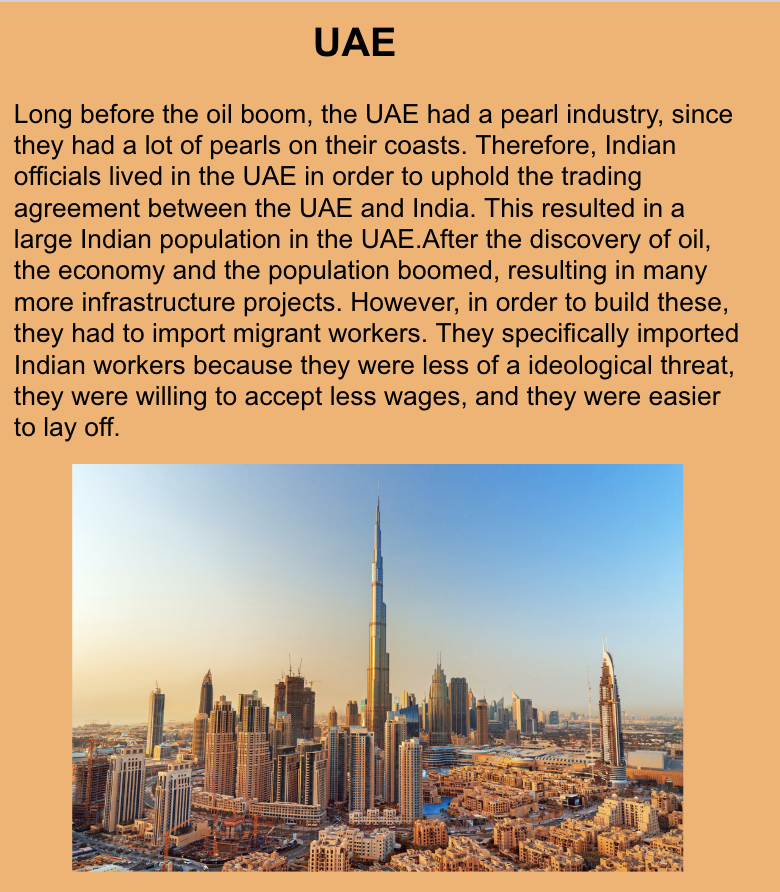 UAE
Long before the oil boom, the UAE had a pearl industry, since
they had a lot of pearls on their coasts. Therefore, Indian
officials lived in the UAE in order to uphold the trading
agreement between the UAE and India. This resulted in a
large Indian population in the UAE.After the discovery of oil,
the economy and the population boomed, resulting in many
more infrastructure projects. However, in order to build these,
they had to import migrant workers. They specifically imported
Indian workers because they were less of a ideological threat,
they were willing to accept less wages, and they were easier
to lay off.